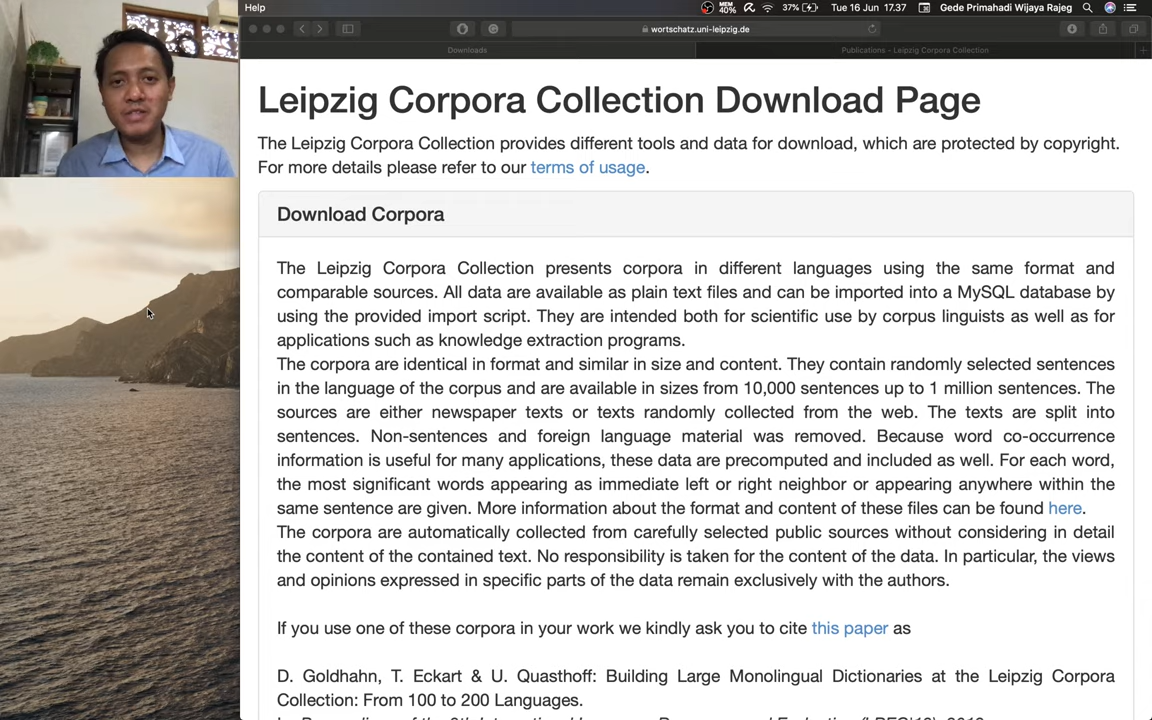 Help
MEM
40%
37%
Tue 16 Jun 17.37
Gede Primahadi Wijaya Rajeg
wortschatz.uni-leipzig.de
Downloads
Publications - Leipzig Corpora Collection
Leipzig Corpora Collection Download Page
The Leipzig Corpora Collection provides different tools and data for download, which are protected by copyright.
For more details please refer to our terms of usage.
Download Corpora
The Leipzig Corpora Collection presents corpora in different languages using the same format and
comparable sources. All data are available as plain text files and can be imported into a MySQL database by
using the provided import script. They are intended both for scientific use by corpus linguists as well as for
applications such as knowledge extraction programs.
The corpora are identical in format and similar in size and content. They contain randomly selected sentences
in the language of the corpus and are available in sizes from 10,000 sentences up to 1 million sentences. The
sources are either newspaper texts or texts randomly collected from the web. The texts are split into
sentences. Non-sentences and foreign language material was removed. Because word co-occurrence
information is useful for many applications, these data are precomputed and included as well. For each word,
the most significant words appearing as immediate left or right neighbor or appearing anywhere within the
same sentence are given. More information about the format and content of these files can be found here.
The corpora are automatically collected from carefully selected public sources without considering in detail
the content of the contained text. No responsibility is taken for the content of the data. In particular, the views
and opinions expressed in specific parts of the data remain exclusively with the authors.
If you use one of these corpora in your work we kindly ask you to cite this paper as
D. Goldhahn, T. Eckart & U. Quasthoff: Building Large Monolingual Dictionaries at the Leipzig Corpora
Collection: From 100 to 200 Languages.